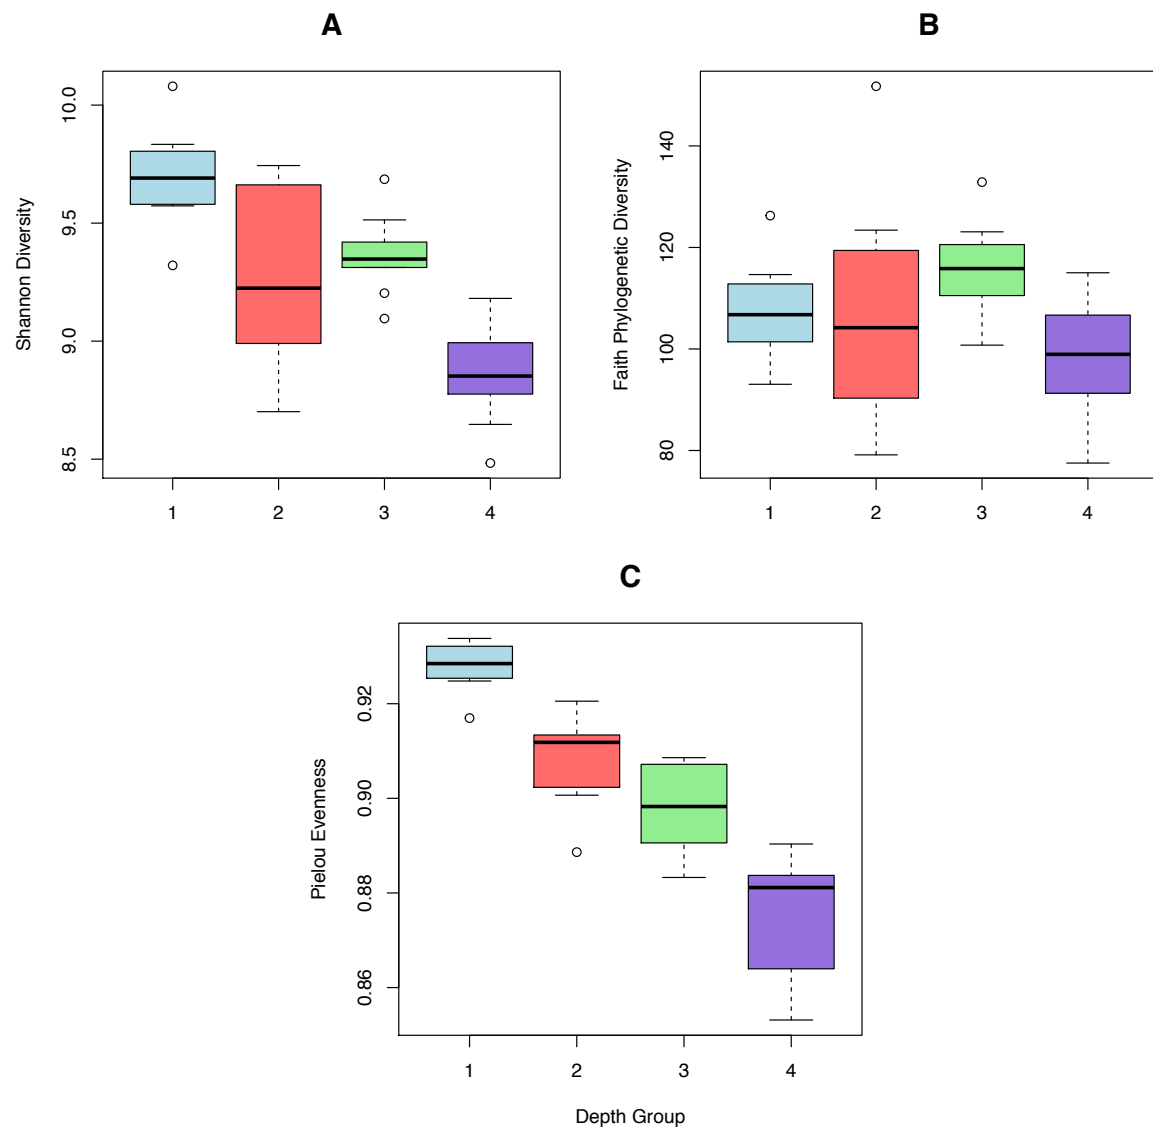 A
B
Shannon Diversity
10.0
9.5
9.0
8.5
1 2 3 4
Faith Phylogenetic Diversity
140
120
100
80
1 2 3 4
C
Pielou Evenness
0.92
0.90
0.88
0.86
1 2 3 4
Depth Group